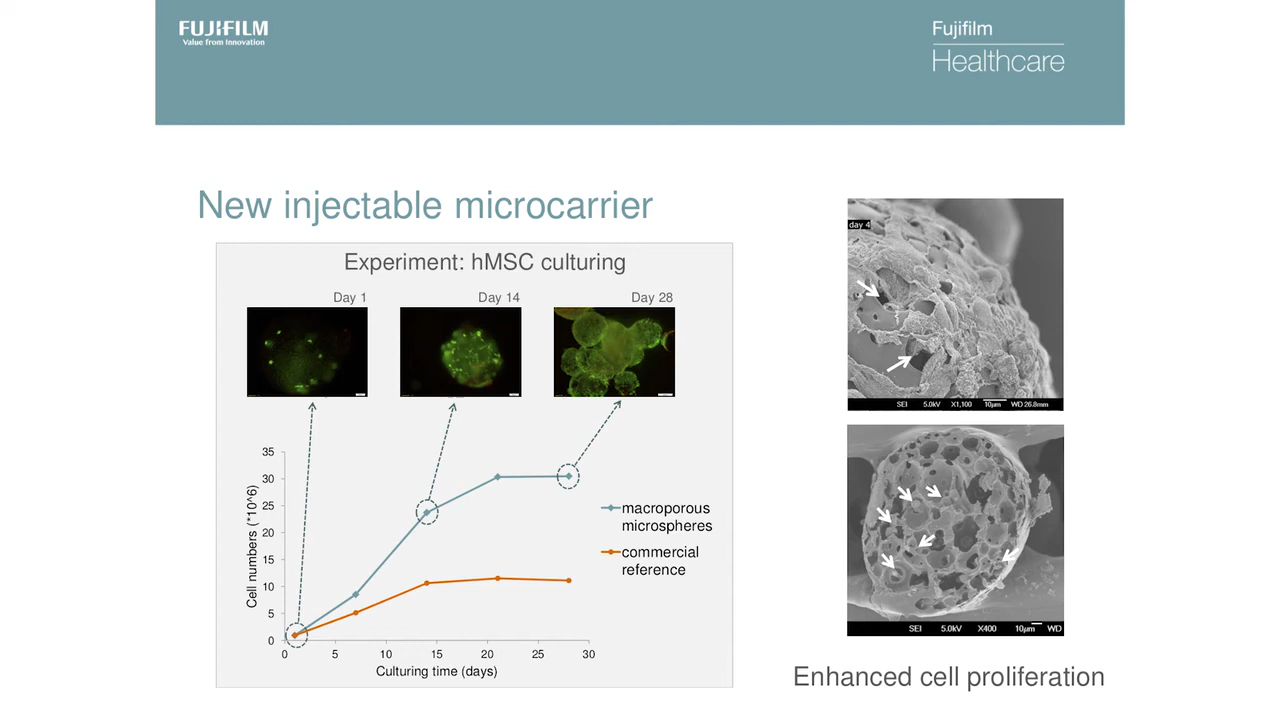 FUJIFILM
Value from Innovation
Fujifilm
Healthcare
New injectable microcarrier
Experiment: hMSC culturing
Day 1
Day 14
Day 28
35
30
25
20
15
10
5
0
Cell numbers (*10^6)
0 5 10 15 20 25 30
Culturing time (days)
macroporous
microspheres
commercial
reference
day 4
SEI 5.0kV X1,100 10µm WD 26.8mm
SEI 5.0kV X400 10µm WD
Enhanced cell proliferation